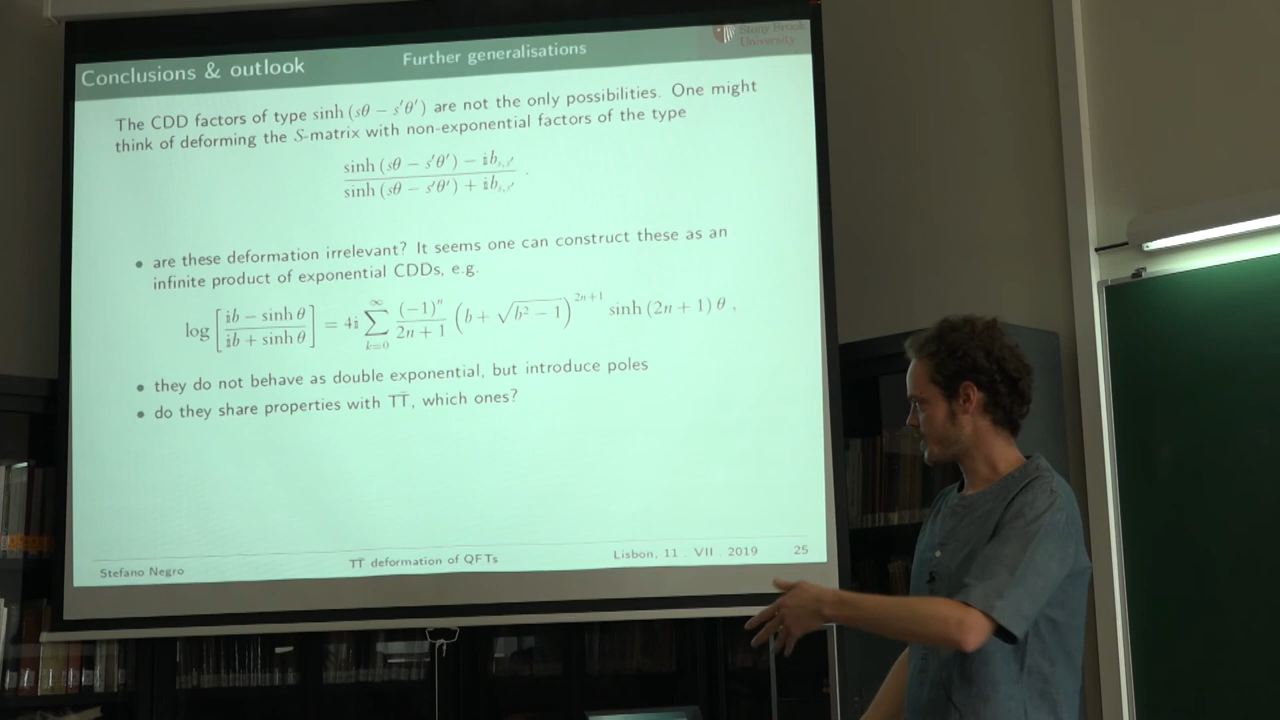 Stony Brook
University
Conclusions & outlook Further generalisations
The CDD factors of type sinh (sθ − s′θ′) are not the only possibilities. One might
think of deforming the S-matrix with non-exponential factors of the type
sinh (sθ − s′θ′) − 𝕚b_{s,s′}
sinh (sθ − s′θ′) + 𝕚b_{s,s′} .
• are these deformation irrelevant? It seems one can construct these as an
infinite product of exponential CDDs, e.g.
log [ (𝕚b − sinh θ) / (𝕚b + sinh θ) ] = 4𝕚 ∑_{k=0}^{∞} (−1)^n / (2n + 1) (b + √(b² − 1))^{2n+1} sinh (2n + 1) θ ,
• they do not behave as double exponential, but introduce poles
• do they share properties with TT̄, which ones?
Stefano Negro TT̄ deformation of QFTs Lisbon, 11 . VII . 2019 25